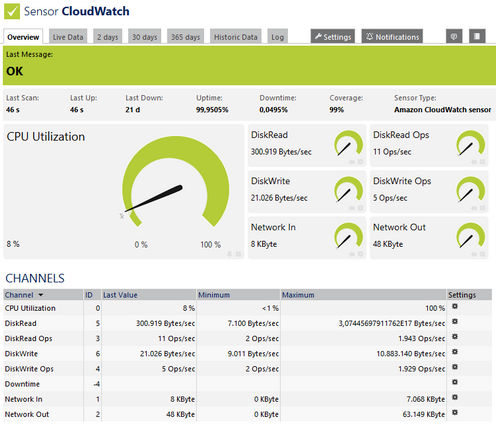 Sensor CloudWatch
Overview Live Data 2 days 30 days 365 days Historic Data Log Settings Notifications
Last Message:
OK
Last Scan: Last Up: Last Down: Uptime: Downtime: Coverage: Sensor Type:
46 s 46 s 21 d 99,9505% 0,0495% 99% Amazon CloudWatch sensor
CPU Utilization
8 %
0 % 100 %
DiskRead
300.919 Bytes/sec
DiskRead Ops
11 Ops/sec
DiskWrite
21.026 Bytes/sec
DiskWrite Ops
5 Ops/sec
Network In
8 KByte
Network Out
48 KByte
CHANNELS
Channel ID Last Value Minimum Maximum Settings
CPU Utilization 0 8 % <1 % 100 %
DiskRead 5 300.919 Bytes/sec 7.100 Bytes/sec 3,07445697911762E17 Bytes/sec
DiskRead Ops 3 11 Ops/sec 2 Ops/sec 1.943 Ops/sec
DiskWrite 6 21.026 Bytes/sec 9.011 Bytes/sec 10.883.140 Bytes/sec
DiskWrite Ops 4 5 Ops/sec 2 Ops/sec 1.929 Ops/sec
Downtime -4
Network In 1 8 KByte 0 KByte 7.068 KByte
Network Out 2 48 KByte 0 KByte 63.149 KByte